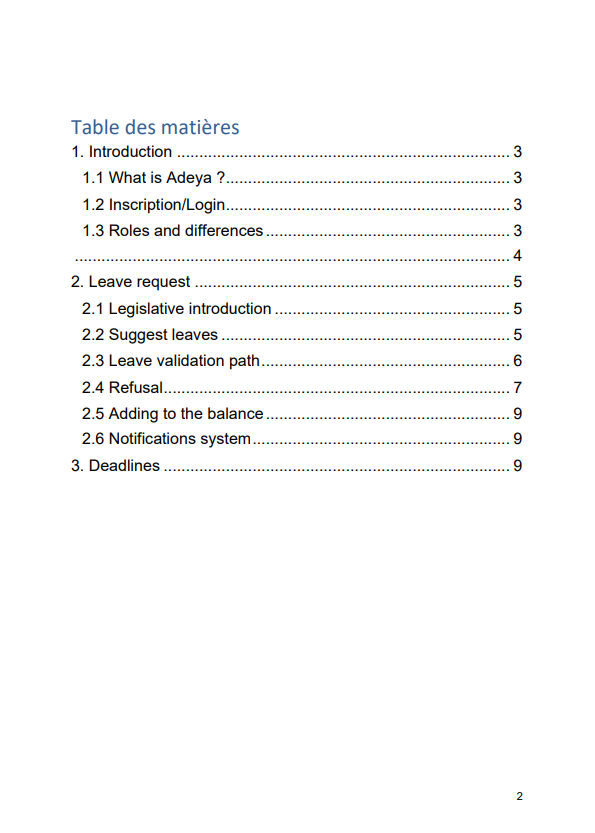 Table des matières
1. Introduction ........................................................................... 3
1.1 What is Adeya ?................................................................ 3
1.2 Inscription/Login................................................................ 3
1.3 Roles and differences ....................................................... 3
.................................................................................................. 4
2. Leave request ....................................................................... 5
2.1 Legislative introduction ..................................................... 5
2.2 Suggest leaves ................................................................. 5
2.3 Leave validation path........................................................ 6
2.4 Refusal.............................................................................. 7
2.5 Adding to the balance ....................................................... 9
2.6 Notifications system.......................................................... 9
3. Deadlines .............................................................................. 9
2